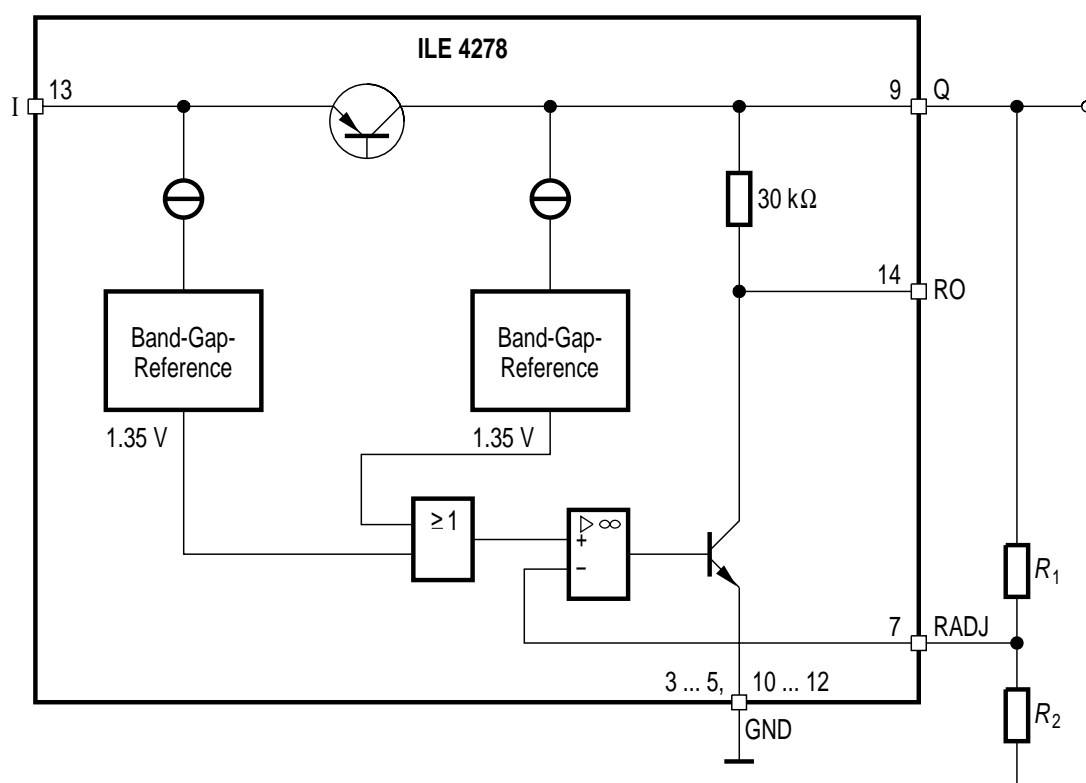 ILE 4278
I
13
9
Q
30 kΩ
14
RO
Band-Gap-
Reference
Band-Gap-
Reference
1.35 V
1.35 V
≥1
▷ ∞
+
−
R1
7
RADJ
3 ... 5, 10 ... 12
R2
GND